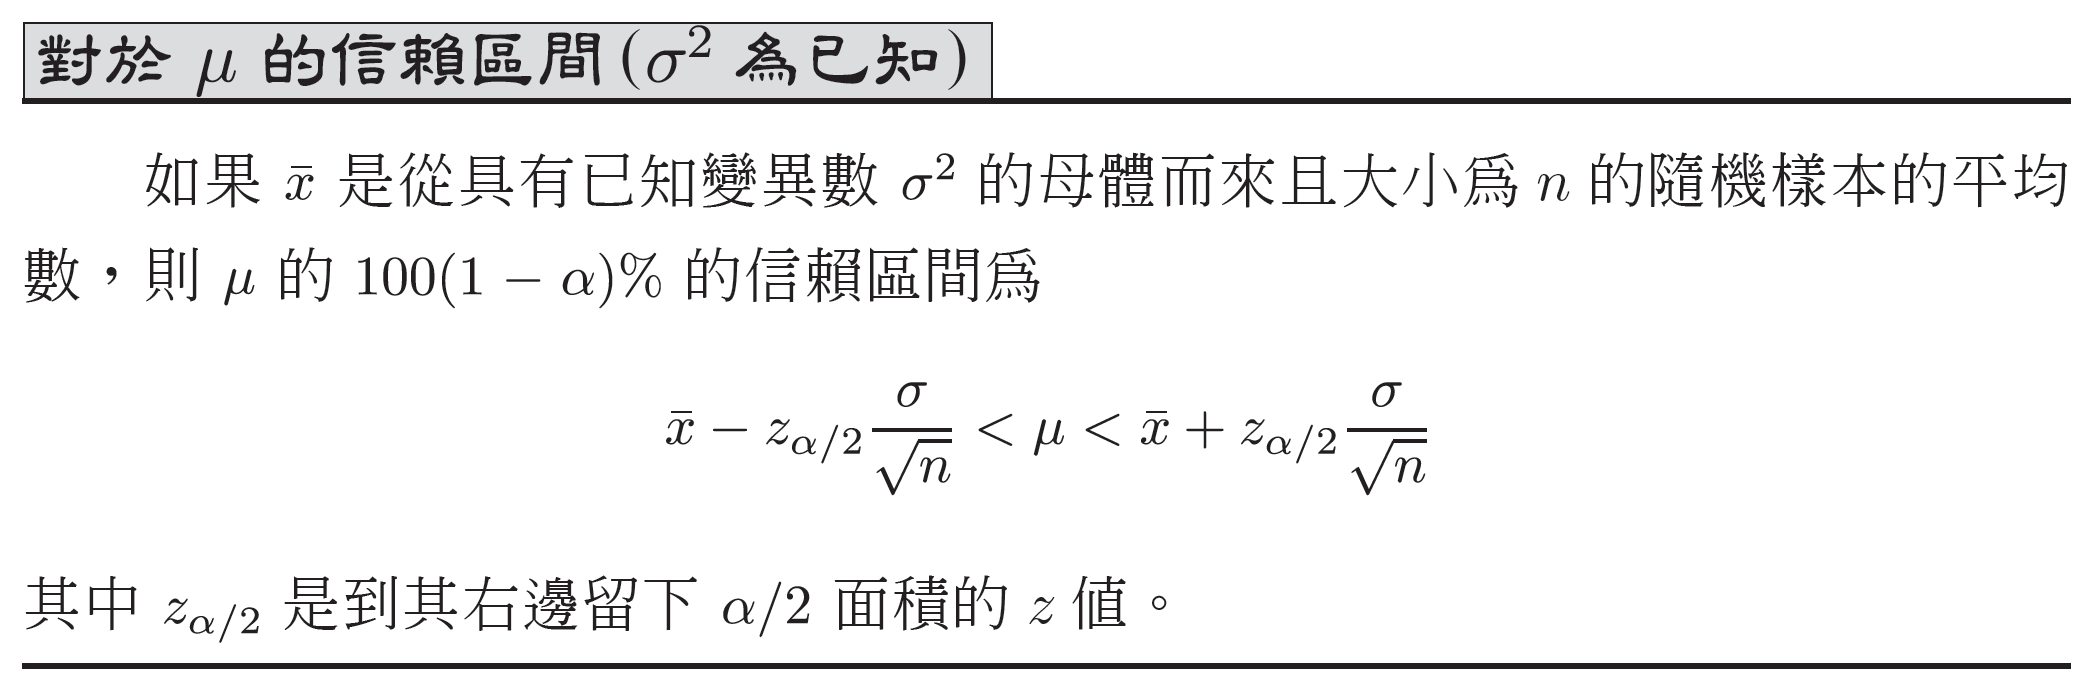 對於 μ 的信賴區間(σ² 為已知)
如果 x̄ 是從具有已知變異數 σ² 的母體而來且大小爲 n 的隨機樣本的平均
數，則 μ 的 100(1 − α)% 的信賴區間爲
x̄ − z_{α/2} σ/√n < μ < x̄ + z_{α/2} σ/√n
其中 z_{α/2} 是到其右邊留下 α/2 面積的 z 値。